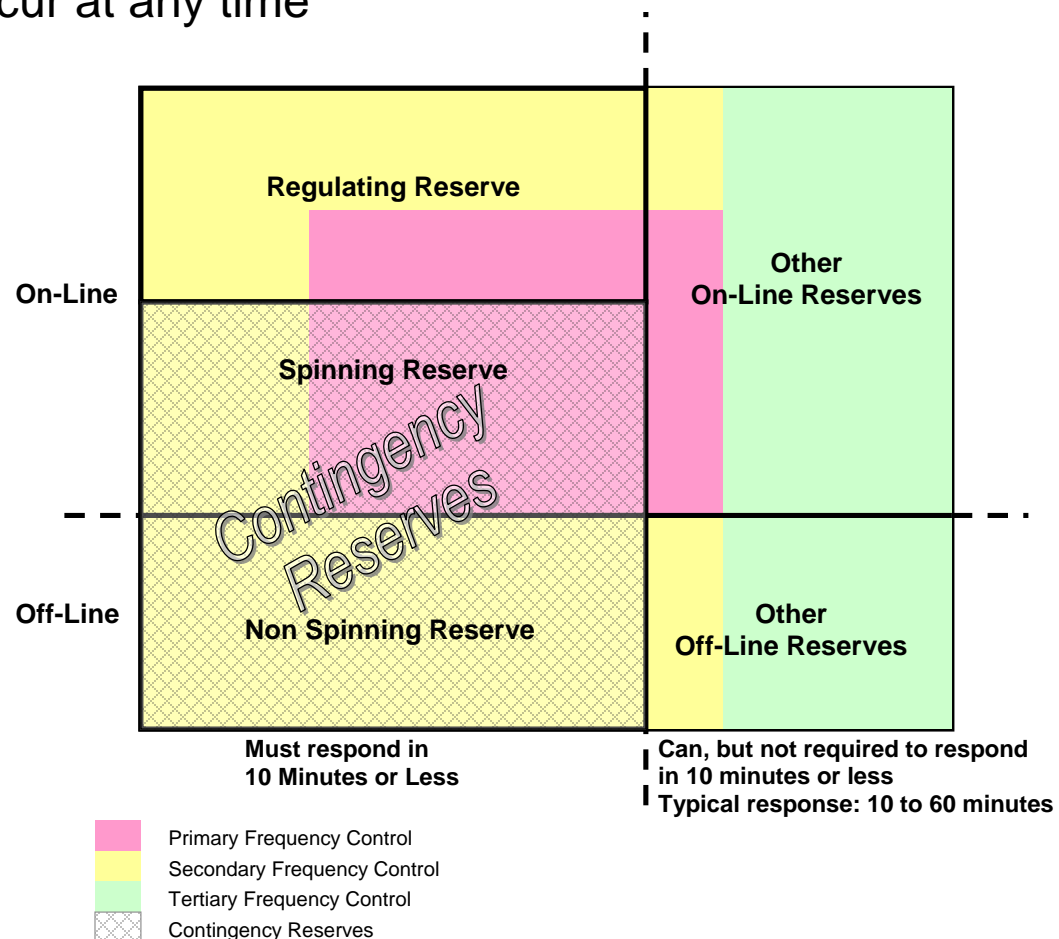 cur at any time
Regulating Reserve
Other
On-Line Reserves
On-Line
Spinning Reserve
Contingency
Reserves
Off-Line
Non Spinning Reserve
Other
Off-Line Reserves
Must respond in
10 Minutes or Less
Can, but not required to respond
in 10 minutes or less
Typical response: 10 to 60 minutes
Primary Frequency Control
Secondary Frequency Control
Tertiary Frequency Control
Contingency Reserves